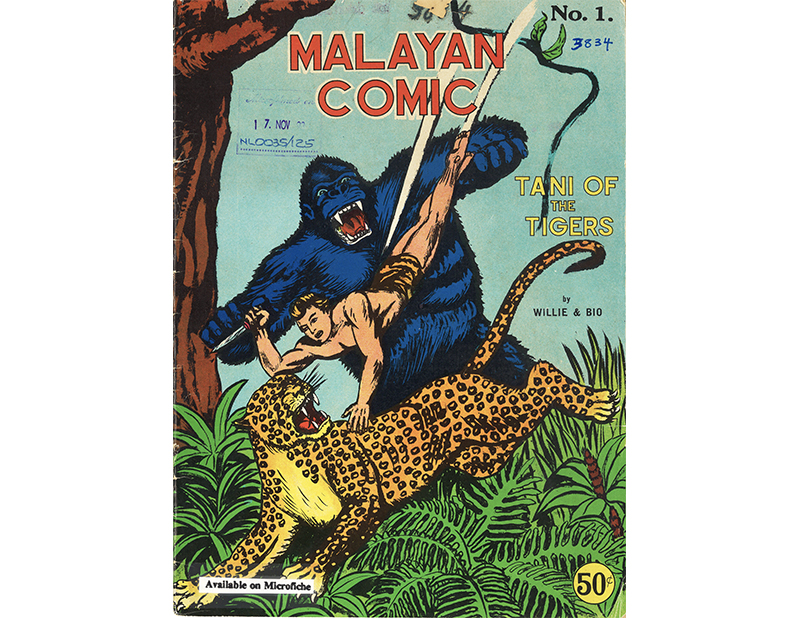 No. 1.
3834
MALAYAN
COMIC
17. NOV
NL0035/125
TANI OF
THE
TIGERS
by
WILLIE & BIO
Available on Microfiche
50¢